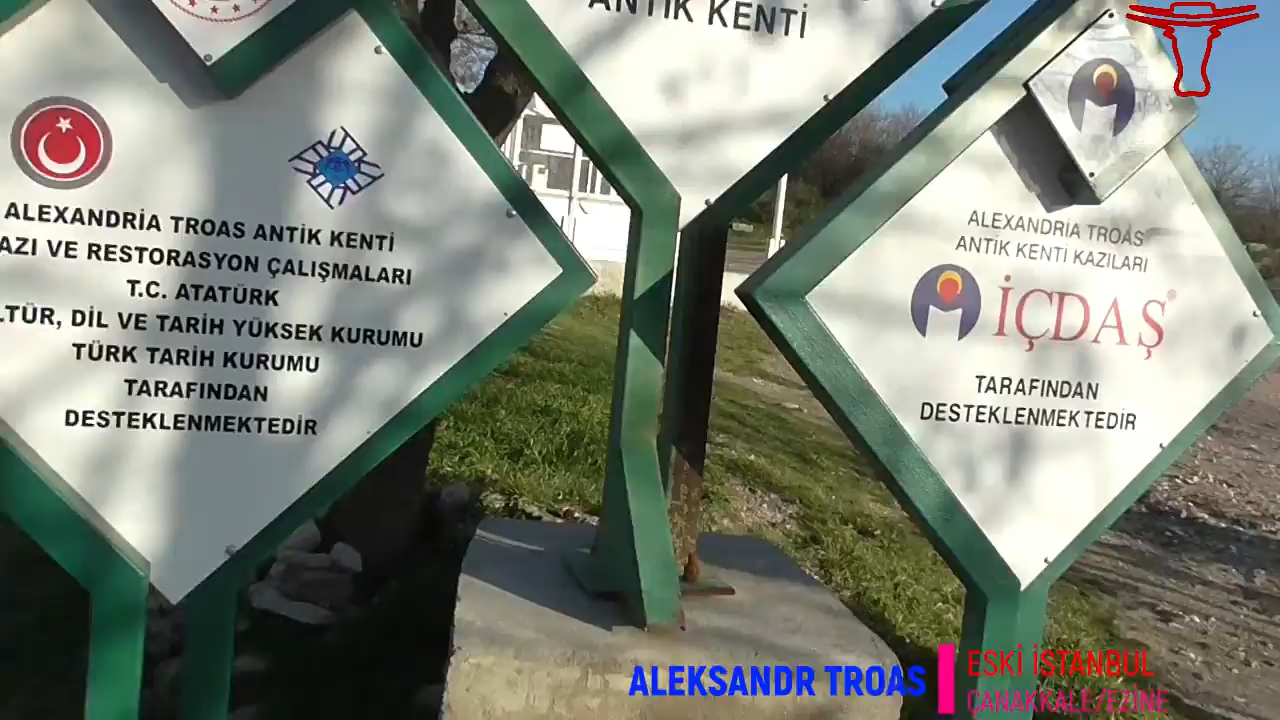 ANTİK KENTİ
ALEXANDRİA TROAS ANTİK KENTİ
AZI VE RESTORASYON ÇALIŞMALARI
T.C. ATATÜRK
LTÜR, DİL VE TARİH YÜKSEK KURUMU
TÜRK TARİH KURUMU
TARAFINDAN
DESTEKLENMEKTEDİR
ALEXANDRIA TROAS
ANTİK KENTİ KAZILARI
İÇDAŞ
TARAFINDAN
DESTEKLENMEKTEDİR
ALEKSANDR TROAS
ESKİ İSTANBUL
ÇANAKKALE/EZİNE